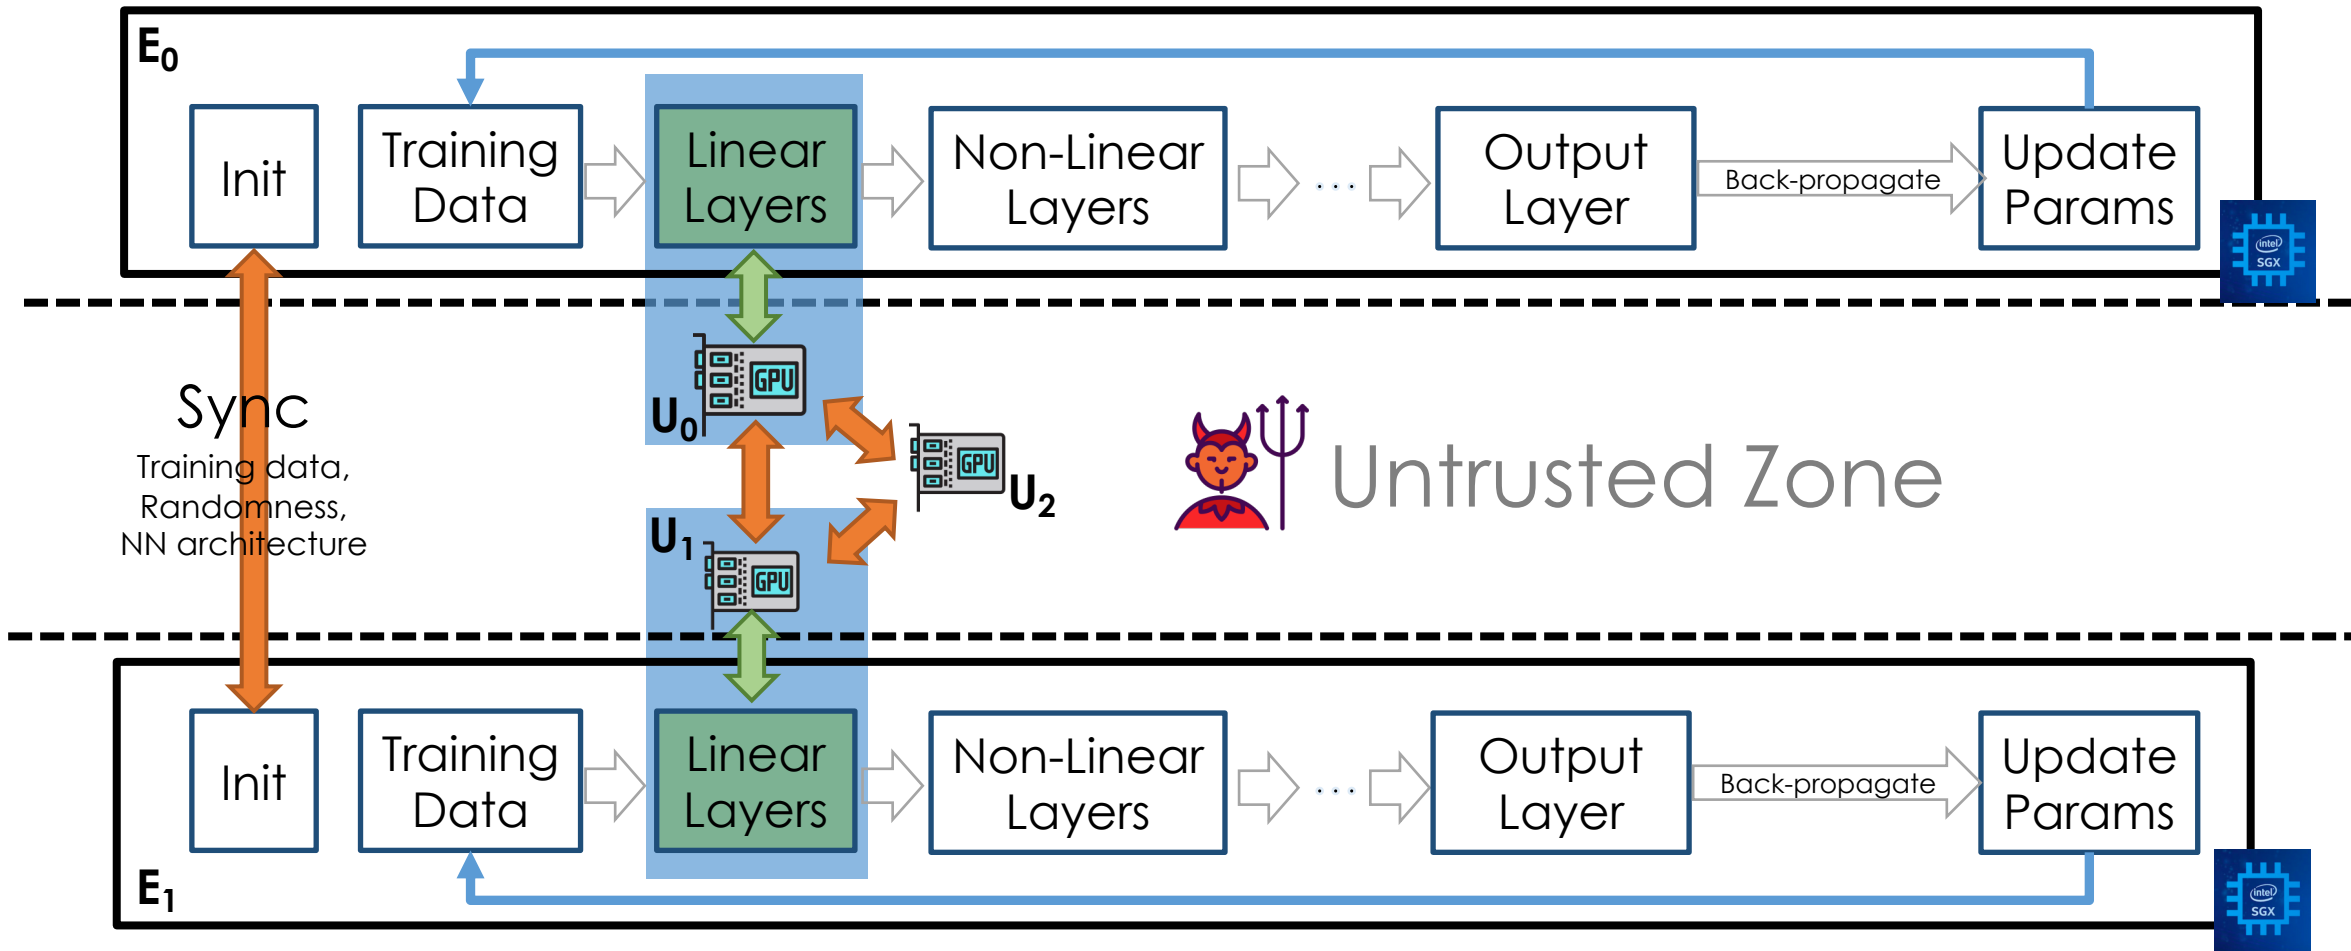 E0
Init
Training
Data
Linear
Layers
Non-Linear
Layers
...
Output
Layer
Back-propagate
Update
Params
intel
SGX
Sync
Training data,
Randomness,
NN architecture
GPU
U0
GPU
U2
U1
GPU
Untrusted Zone
Init
Training
Data
Linear
Layers
Non-Linear
Layers
...
Output
Layer
Back-propagate
Update
Params
E1
intel
SGX